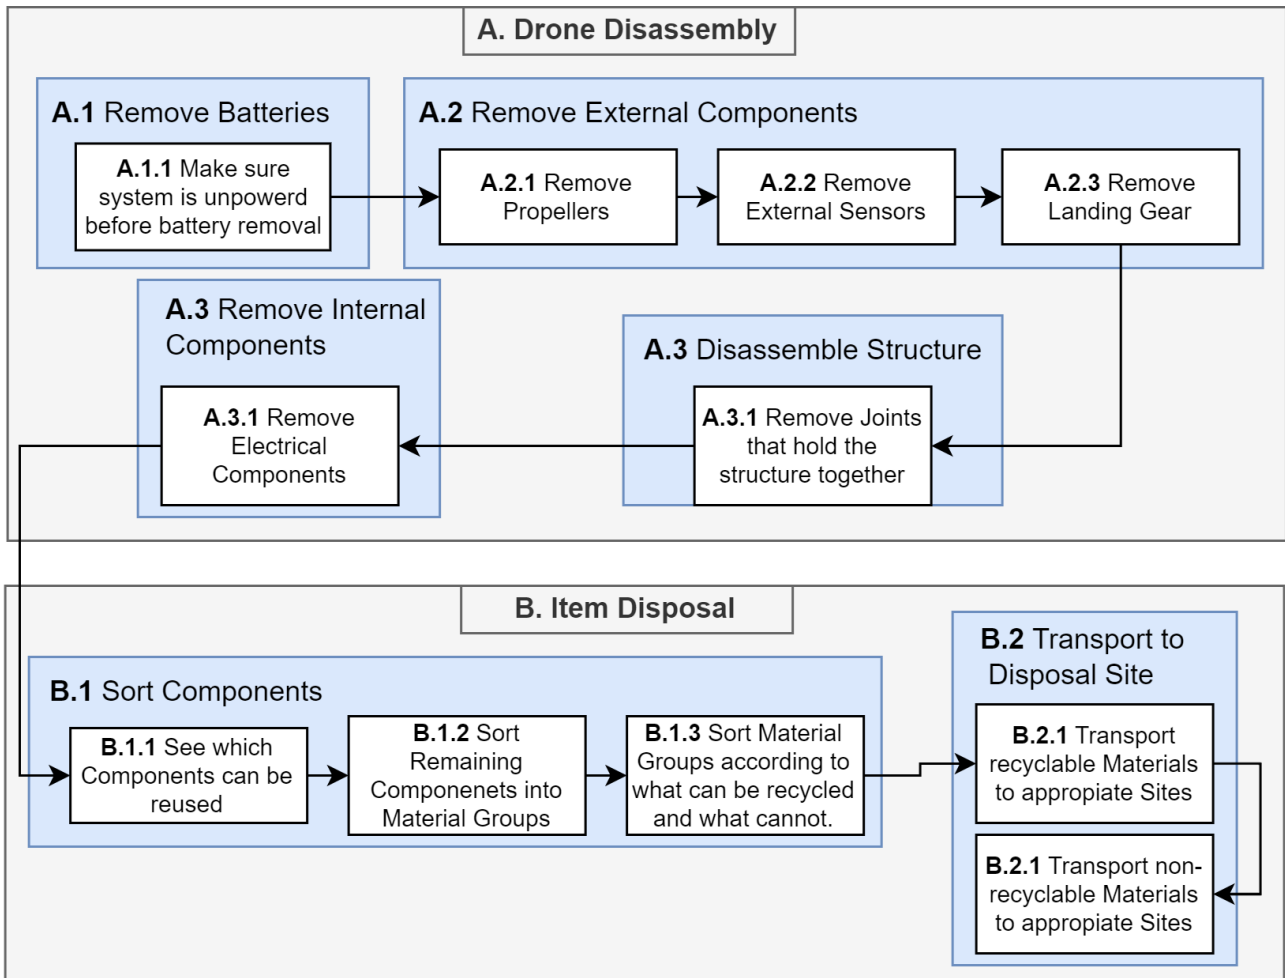 A. Drone Disassembly
A.1 Remove Batteries
A.1.1 Make sure
system is unpowerd
before battery removal
A.2 Remove External Components
A.2.1 Remove
Propellers
A.2.2 Remove
External Sensors
A.2.3 Remove
Landing Gear
A.3 Disassemble Structure
A.3.1 Remove Joints
that hold the
structure together
A.3 Remove Internal
Components
A.3.1 Remove
Electrical
Components
B. Item Disposal
B.1 Sort Components
B.1.1 See which
Components can be
reused
B.1.2 Sort
Remaining
Componenets into
Material Groups
B.1.3 Sort Material
Groups according to
what can be recycled
and what cannot.
B.2 Transport to
Disposal Site
B.2.1 Transport
recyclable Materials
to appropiate Sites
B.2.1 Transport non-
recyclable Materials
to appropiate Sites